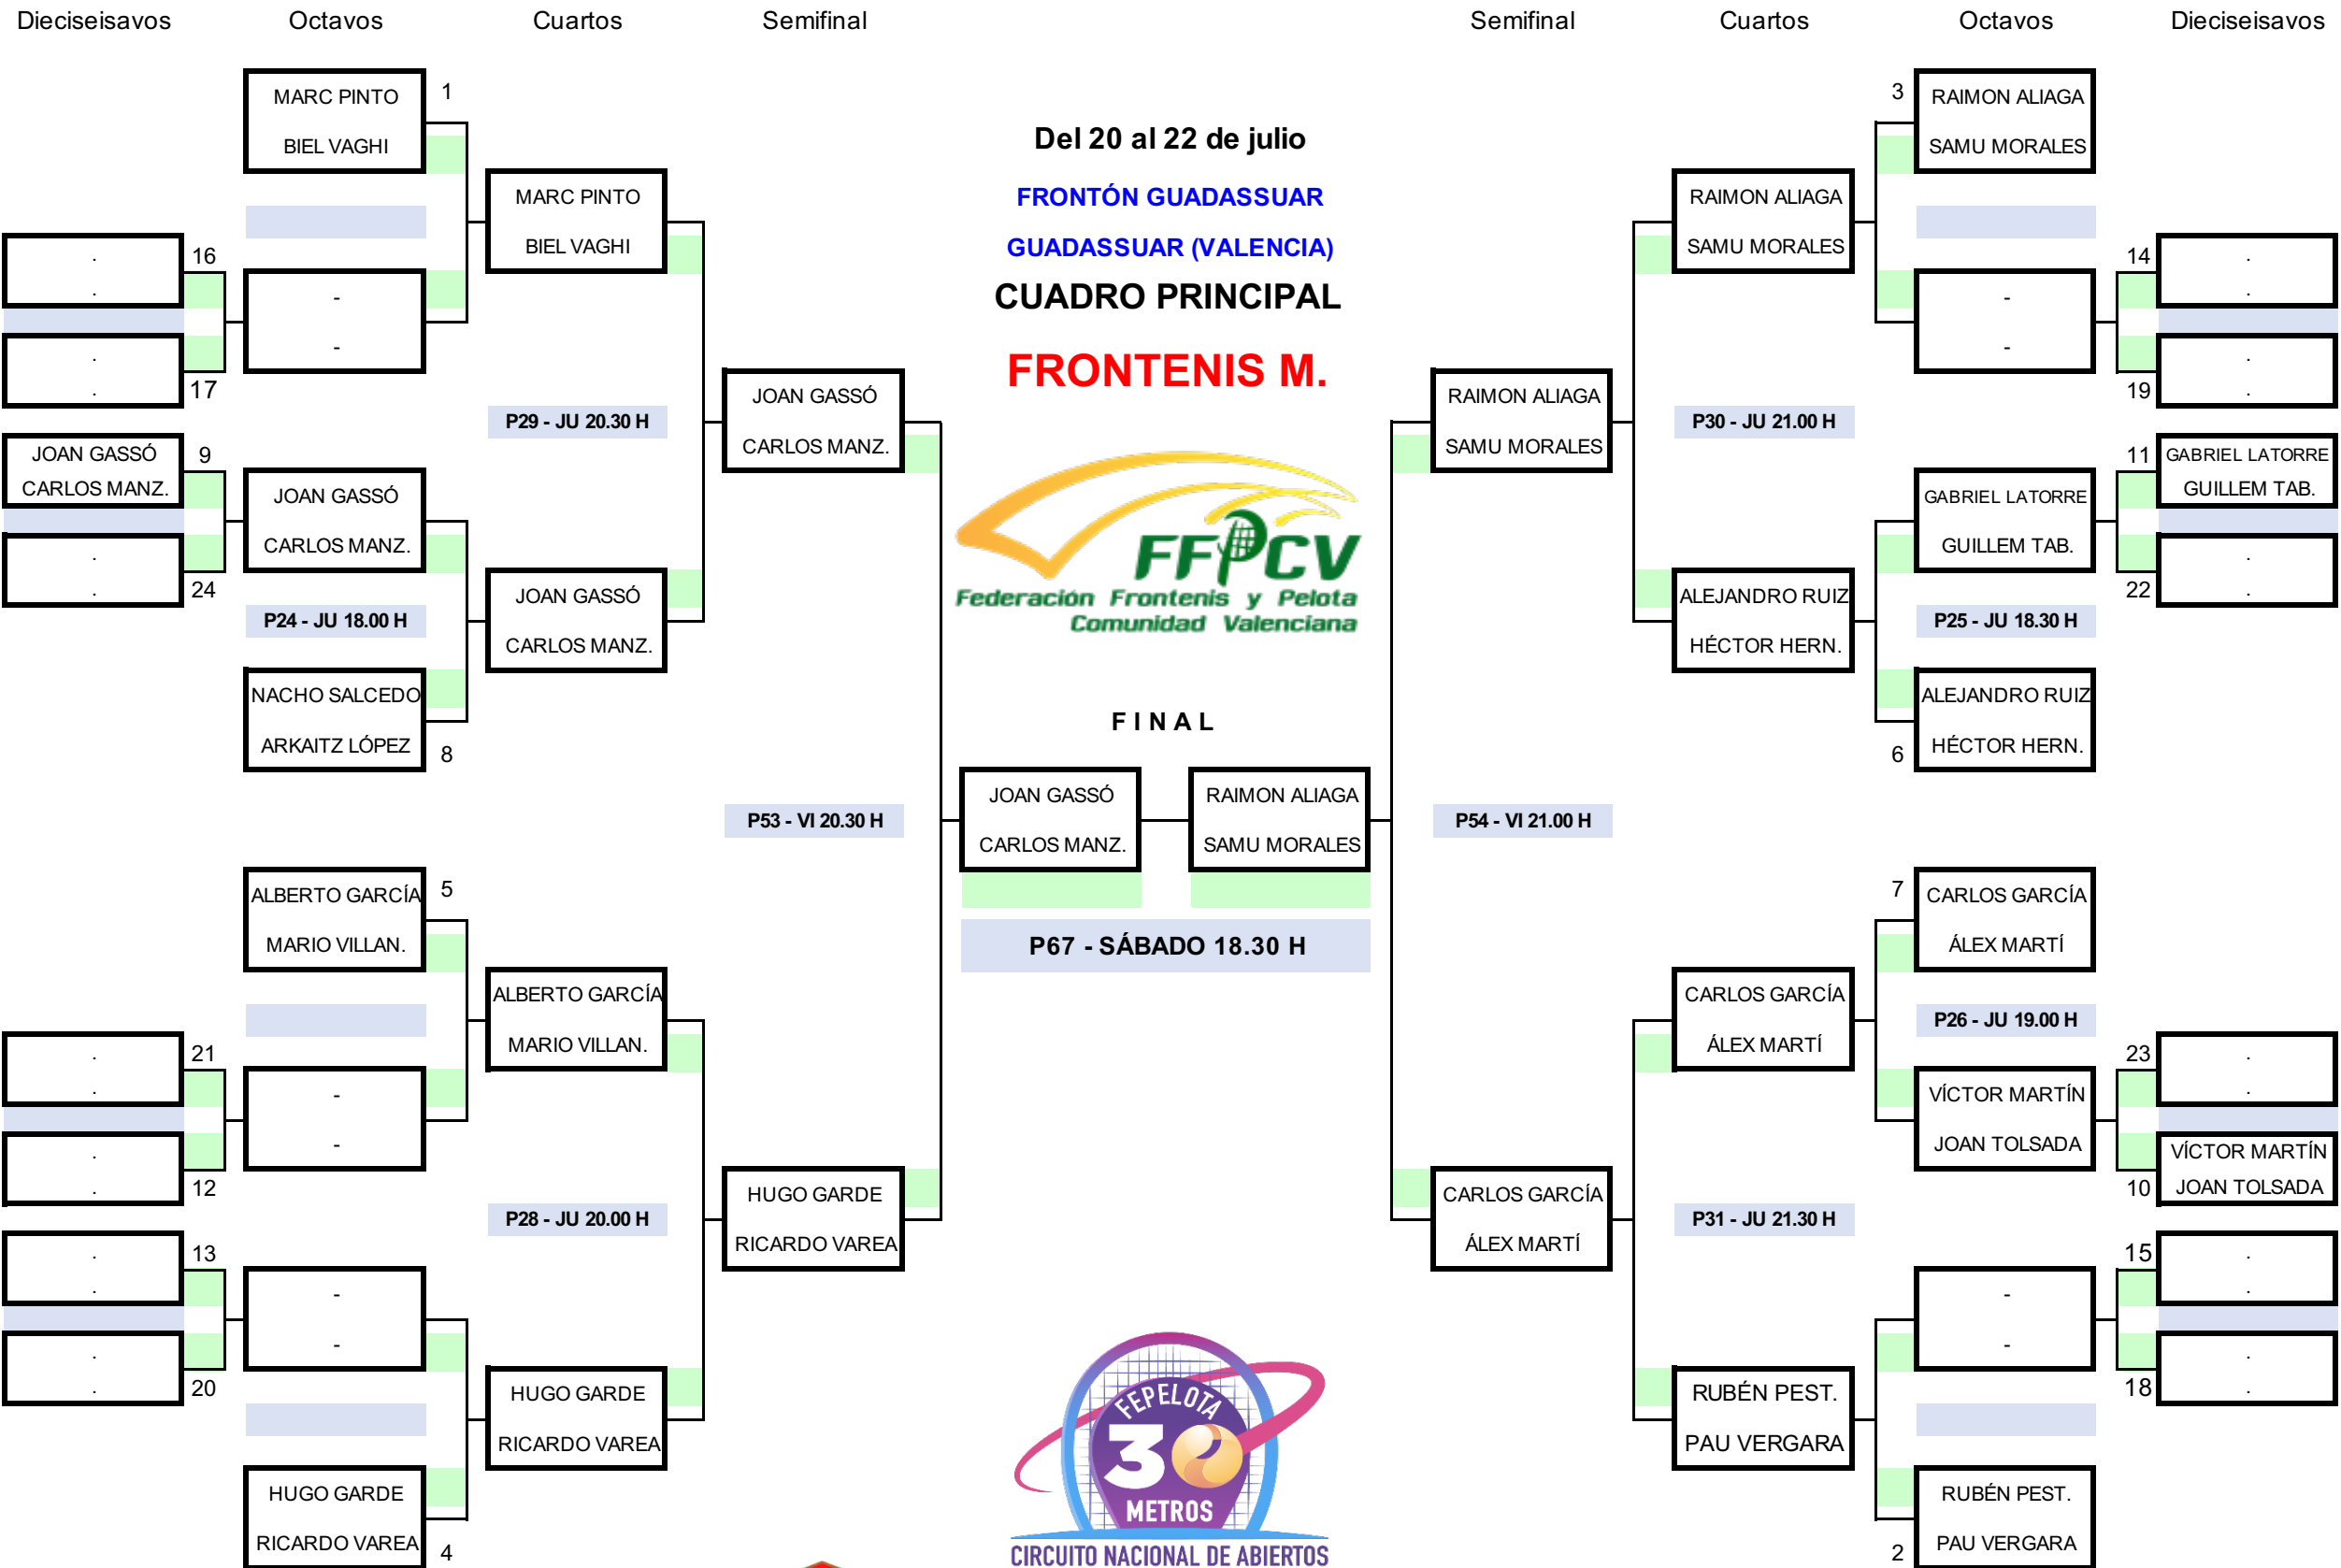 Dieciseisavos
Octavos
Cuartos
Semifinal
Semifinal
Cuartos
Octavos
Dieciseisavos
MARC PINTO
BIEL VAGHI
1
.
.
16
-
-
.
.
17
MARC PINTO
BIEL VAGHI
P29 - JU 20.30 H
JOAN GASSÓ
CARLOS MANZ.
9
.
.
24
JOAN GASSÓ
CARLOS MANZ.
P24 - JU 18.00 H
NACHO SALCEDO
ARKAITZ LÓPEZ
8
JOAN GASSÓ
CARLOS MANZ.
JOAN GASSÓ
CARLOS MANZ.
P53 - VI 20.30 H
ALBERTO GARCÍA
MARIO VILLAN.
5
.
.
21
-
-
.
.
12
ALBERTO GARCÍA
MARIO VILLAN.
P28 - JU 20.00 H
.
.
13
-
-
.
.
20
HUGO GARDE
RICARDO VAREA
4
HUGO GARDE
RICARDO VAREA
HUGO GARDE
RICARDO VAREA
Del 20 al 22 de julio
FRONTÓN GUADASSUAR
GUADASSUAR (VALENCIA)
CUADRO PRINCIPAL
FRONTENIS M.
FFPCV
Federación Frontenis y Pelota
Comunidad Valenciana
FINAL
JOAN GASSÓ
CARLOS MANZ.
RAIMON ALIAGA
SAMU MORALES
P67 - SÁBADO 18.30 H
FEPELOTA
30
METROS
CIRCUITO NACIONAL DE ABIERTOS
RAIMON ALIAGA
SAMU MORALES
P54 - VI 21.00 H
CARLOS GARCÍA
ÁLEX MARTÍ
RAIMON ALIAGA
SAMU MORALES
P30 - JU 21.00 H
ALEJANDRO RUIZ
HÉCTOR HERN.
CARLOS GARCÍA
ÁLEX MARTÍ
P31 - JU 21.30 H
RUBÉN PEST.
PAU VERGARA
3
RAIMON ALIAGA
SAMU MORALES
-
-
14
.
.
19
.
.
GABRIEL LATORRE
GUILLEM TAB.
P25 - JU 18.30 H
11
GABRIEL LATORRE
GUILLEM TAB.
22
.
.
ALEJANDRO RUIZ
HÉCTOR HERN.
6
7
CARLOS GARCÍA
ÁLEX MARTÍ
P26 - JU 19.00 H
VÍCTOR MARTÍN
JOAN TOLSADA
23
.
.
10
VÍCTOR MARTÍN
JOAN TOLSADA
-
-
15
.
.
18
.
.
2
RUBÉN PEST.
PAU VERGARA